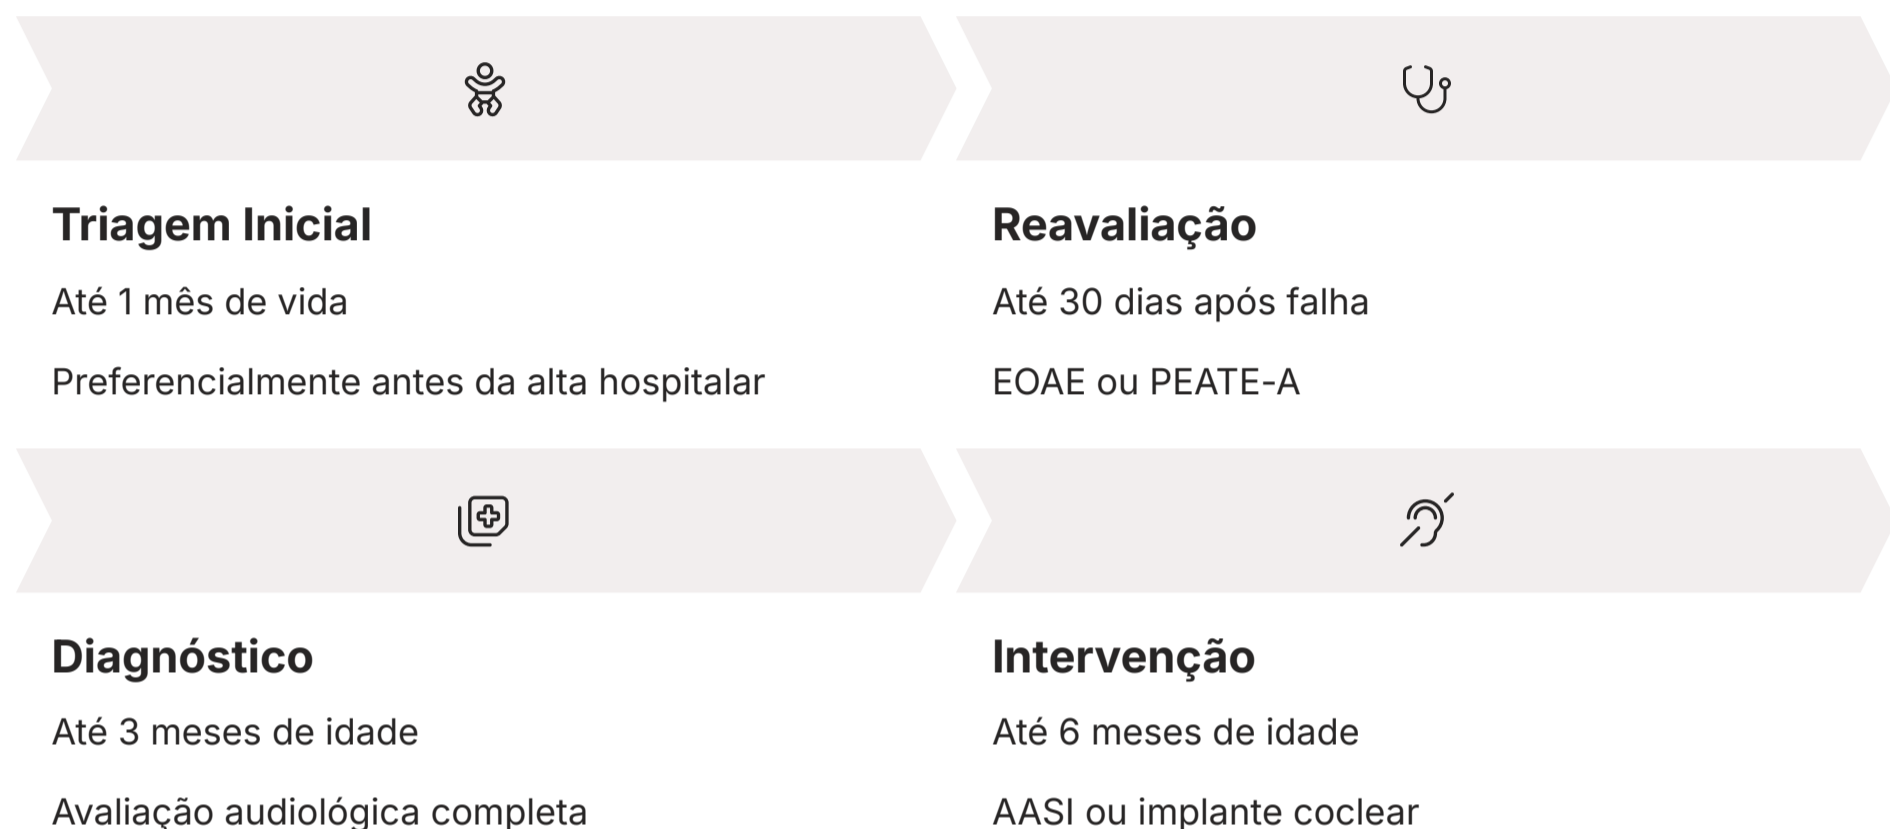 Triagem Inicial
Até 1 mês de vida
Preferencialmente antes da alta hospitalar
Reavaliação
Até 30 dias após falha
EOAE ou PEATE-A
Diagnóstico
Até 3 meses de idade
Avaliação audiológica completa
Intervenção
Até 6 meses de idade
AASI ou implante coclear